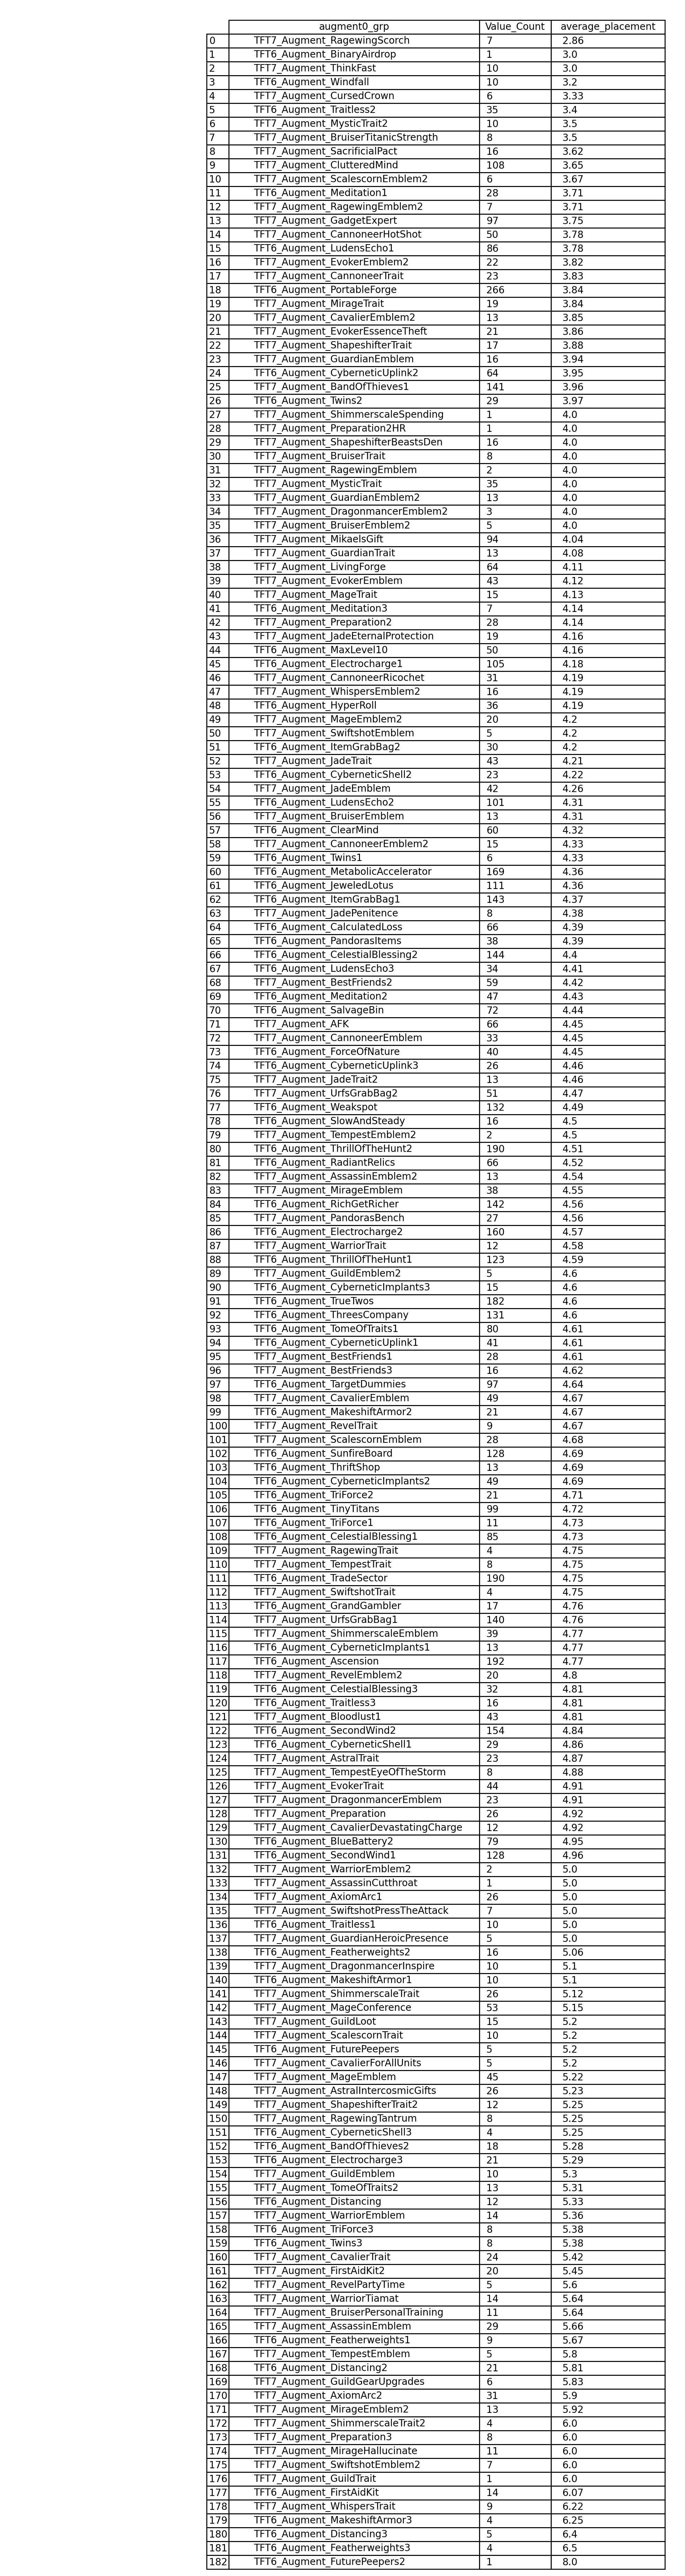 augment0_grp Value_Count average_placement
0 TFT7_Augment_RagewingScorch 7 2.86
1 TFT6_Augment_BinaryAirdrop 1 3.0
2 TFT7_Augment_ThinkFast 10 3.0
3 TFT6_Augment_Windfall 10 3.2
4 TFT7_Augment_CursedCrown 6 3.33
5 TFT6_Augment_Traitless2 35 3.4
6 TFT7_Augment_MysticTrait2 10 3.5
7 TFT7_Augment_BruiserTitanicStrength 8 3.5
8 TFT7_Augment_SacrificialPact 16 3.62
9 TFT7_Augment_ClutteredMind 108 3.65
10 TFT7_Augment_ScalescornEmblem2 6 3.67
11 TFT6_Augment_Meditation1 28 3.71
12 TFT7_Augment_RagewingEmblem2 7 3.71
13 TFT7_Augment_GadgetExpert 97 3.75
14 TFT7_Augment_CannoneerHotShot 50 3.78
15 TFT6_Augment_LudensEcho1 86 3.78
16 TFT7_Augment_EvokerEmblem2 22 3.82
17 TFT7_Augment_CannoneerTrait 23 3.83
18 TFT6_Augment_PortableForge 266 3.84
19 TFT7_Augment_MirageTrait 19 3.84
20 TFT7_Augment_CavalierEmblem2 13 3.85
21 TFT7_Augment_EvokerEssenceTheft 21 3.86
22 TFT7_Augment_ShapeshifterTrait 17 3.88
23 TFT7_Augment_GuardianEmblem 16 3.94
24 TFT6_Augment_CyberneticUplink2 64 3.95
25 TFT7_Augment_BandOfThieves1 141 3.96
26 TFT6_Augment_Twins2 29 3.97
27 TFT7_Augment_ShimmerscaleSpending 1 4.0
28 TFT7_Augment_Preparation2HR 1 4.0
29 TFT7_Augment_ShapeshifterBeastsDen 16 4.0
30 TFT7_Augment_BruiserTrait 8 4.0
31 TFT7_Augment_RagewingEmblem 2 4.0
32 TFT7_Augment_MysticTrait 35 4.0
33 TFT7_Augment_GuardianEmblem2 13 4.0
34 TFT7_Augment_DragonmancerEmblem2 3 4.0
35 TFT7_Augment_BruiserEmblem2 5 4.0
36 TFT7_Augment_MikaelsGift 94 4.04
37 TFT7_Augment_GuardianTrait 13 4.08
38 TFT7_Augment_LivingForge 64 4.11
39 TFT7_Augment_EvokerEmblem 43 4.12
40 TFT7_Augment_MageTrait 15 4.13
41 TFT6_Augment_Meditation3 7 4.14
42 TFT7_Augment_Preparation2 28 4.14
43 TFT7_Augment_JadeEternalProtection 19 4.16
44 TFT6_Augment_MaxLevel10 50 4.16
45 TFT6_Augment_Electrocharge1 105 4.18
46 TFT7_Augment_CannoneerRicochet 31 4.19
47 TFT7_Augment_WhispersEmblem2 16 4.19
48 TFT6_Augment_HyperRoll 36 4.19
49 TFT7_Augment_MageEmblem2 20 4.2
50 TFT7_Augment_SwiftshotEmblem 5 4.2
51 TFT6_Augment_ItemGrabBag2 30 4.2
52 TFT7_Augment_JadeTrait 43 4.21
53 TFT6_Augment_CyberneticShell2 23 4.22
54 TFT7_Augment_JadeEmblem 42 4.26
55 TFT6_Augment_LudensEcho2 101 4.31
56 TFT7_Augment_BruiserEmblem 13 4.31
57 TFT6_Augment_ClearMind 60 4.32
58 TFT7_Augment_CannoneerEmblem2 15 4.33
59 TFT6_Augment_Twins1 6 4.33
60 TFT6_Augment_MetabolicAccelerator 169 4.36
61 TFT6_Augment_JeweledLotus 111 4.36
62 TFT6_Augment_ItemGrabBag1 143 4.37
63 TFT7_Augment_JadePenitence 8 4.38
64 TFT6_Augment_CalculatedLoss 66 4.39
65 TFT6_Augment_PandorasItems 38 4.39
66 TFT6_Augment_CelestialBlessing2 144 4.4
67 TFT6_Augment_LudensEcho3 34 4.41
68 TFT7_Augment_BestFriends2 59 4.42
69 TFT6_Augment_Meditation2 47 4.43
70 TFT6_Augment_SalvageBin 72 4.44
71 TFT7_Augment_AFK 66 4.45
72 TFT7_Augment_CannoneerEmblem 33 4.45
73 TFT6_Augment_ForceOfNature 40 4.45
74 TFT6_Augment_CyberneticUplink3 26 4.46
75 TFT7_Augment_JadeTrait2 13 4.46
76 TFT7_Augment_UrfsGrabBag2 51 4.47
77 TFT6_Augment_Weakspot 132 4.49
78 TFT6_Augment_SlowAndSteady 16 4.5
79 TFT7_Augment_TempestEmblem2 2 4.5
80 TFT6_Augment_ThrillOfTheHunt2 190 4.51
81 TFT6_Augment_RadiantRelics 66 4.52
82 TFT7_Augment_AssassinEmblem2 13 4.54
83 TFT7_Augment_MirageEmblem 38 4.55
84 TFT6_Augment_RichGetRicher 142 4.56
85 TFT7_Augment_PandorasBench 27 4.56
86 TFT6_Augment_Electrocharge2 160 4.57
87 TFT7_Augment_WarriorTrait 12 4.58
88 TFT6_Augment_ThrillOfTheHunt1 123 4.59
89 TFT7_Augment_GuildEmblem2 5 4.6
90 TFT6_Augment_CyberneticImplants3 15 4.6
91 TFT6_Augment_TrueTwos 182 4.6
92 TFT6_Augment_ThreesCompany 131 4.6
93 TFT6_Augment_TomeOfTraits1 80 4.61
94 TFT6_Augment_CyberneticUplink1 41 4.61
95 TFT7_Augment_BestFriends1 28 4.61
96 TFT7_Augment_BestFriends3 16 4.62
97 TFT6_Augment_TargetDummies 97 4.64
98 TFT7_Augment_CavalierEmblem 49 4.67
99 TFT6_Augment_MakeshiftArmor2 21 4.67
100 TFT7_Augment_RevelTrait 9 4.67
101 TFT7_Augment_ScalescornEmblem 28 4.68
102 TFT6_Augment_SunfireBoard 128 4.69
103 TFT6_Augment_ThriftShop 13 4.69
104 TFT6_Augment_CyberneticImplants2 49 4.69
105 TFT6_Augment_TriForce2 21 4.71
106 TFT6_Augment_TinyTitans 99 4.72
107 TFT6_Augment_TriForce1 11 4.73
108 TFT6_Augment_CelestialBlessing1 85 4.73
109 TFT7_Augment_RagewingTrait 4 4.75
110 TFT7_Augment_TempestTrait 8 4.75
111 TFT6_Augment_TradeSector 190 4.75
112 TFT7_Augment_SwiftshotTrait 4 4.75
113 TFT6_Augment_GrandGambler 17 4.76
114 TFT7_Augment_UrfsGrabBag1 140 4.76
115 TFT7_Augment_ShimmerscaleEmblem 39 4.77
116 TFT6_Augment_CyberneticImplants1 13 4.77
117 TFT6_Augment_Ascension 192 4.77
118 TFT7_Augment_RevelEmblem2 20 4.8
119 TFT6_Augment_CelestialBlessing3 32 4.81
120 TFT6_Augment_Traitless3 16 4.81
121 TFT7_Augment_Bloodlust1 43 4.81
122 TFT6_Augment_SecondWind2 154 4.84
123 TFT6_Augment_CyberneticShell1 29 4.86
124 TFT7_Augment_AstralTrait 23 4.87
125 TFT7_Augment_TempestEyeOfTheStorm 8 4.88
126 TFT7_Augment_EvokerTrait 44 4.91
127 TFT7_Augment_DragonmancerEmblem 23 4.91
128 TFT7_Augment_Preparation 26 4.92
129 TFT7_Augment_CavalierDevastatingCharge 12 4.92
130 TFT6_Augment_BlueBattery2 79 4.95
131 TFT6_Augment_SecondWind1 128 4.96
132 TFT7_Augment_WarriorEmblem2 2 5.0
133 TFT7_Augment_AssassinCutthroat 1 5.0
134 TFT7_Augment_AxiomArc1 26 5.0
135 TFT7_Augment_SwiftshotPressTheAttack 7 5.0
136 TFT6_Augment_Traitless1 10 5.0
137 TFT7_Augment_GuardianHeroicPresence 5 5.0
138 TFT6_Augment_Featherweights2 16 5.06
139 TFT7_Augment_DragonmancerInspire 10 5.1
140 TFT6_Augment_MakeshiftArmor1 10 5.1
141 TFT7_Augment_ShimmerscaleTrait 26 5.12
142 TFT7_Augment_MageConference 53 5.15
143 TFT7_Augment_GuildLoot 15 5.2
144 TFT7_Augment_ScalescornTrait 10 5.2
145 TFT6_Augment_FuturePeepers 5 5.2
146 TFT7_Augment_CavalierForAllUnits 5 5.2
147 TFT7_Augment_MageEmblem 45 5.22
148 TFT7_Augment_AstralIntercosmicGifts 26 5.23
149 TFT7_Augment_ShapeshifterTrait2 12 5.25
150 TFT7_Augment_RagewingTantrum 8 5.25
151 TFT6_Augment_CyberneticShell3 4 5.25
152 TFT7_Augment_BandOfThieves2 18 5.28
153 TFT6_Augment_Electrocharge3 21 5.29
154 TFT7_Augment_GuildEmblem 10 5.3
155 TFT7_Augment_TomeOfTraits2 13 5.31
156 TFT6_Augment_Distancing 12 5.33
157 TFT7_Augment_WarriorEmblem 14 5.36
158 TFT6_Augment_TriForce3 8 5.38
159 TFT6_Augment_Twins3 8 5.38
160 TFT7_Augment_CavalierTrait 24 5.42
161 TFT7_Augment_FirstAidKit2 20 5.45
162 TFT7_Augment_RevelPartyTime 5 5.6
163 TFT7_Augment_WarriorTiamat 14 5.64
164 TFT7_Augment_BruiserPersonalTraining 11 5.64
165 TFT7_Augment_AssassinEmblem 29 5.66
166 TFT6_Augment_Featherweights1 9 5.67
167 TFT7_Augment_TempestEmblem 5 5.8
168 TFT6_Augment_Distancing2 21 5.81
169 TFT7_Augment_GuildGearUpgrades 6 5.83
170 TFT7_Augment_AxiomArc2 31 5.9
171 TFT7_Augment_MirageEmblem2 13 5.92
172 TFT7_Augment_ShimmerscaleTrait2 4 6.0
173 TFT7_Augment_Preparation3 8 6.0
174 TFT7_Augment_MirageHallucinate 11 6.0
175 TFT7_Augment_SwiftshotEmblem2 7 6.0
176 TFT7_Augment_GuildTrait 1 6.0
177 TFT6_Augment_FirstAidKit 14 6.07
178 TFT7_Augment_WhispersTrait 9 6.22
179 TFT6_Augment_MakeshiftArmor3 4 6.25
180 TFT6_Augment_Distancing3 5 6.4
181 TFT6_Augment_Featherweights3 4 6.5
182 TFT6_Augment_FuturePeepers2 1 8.0